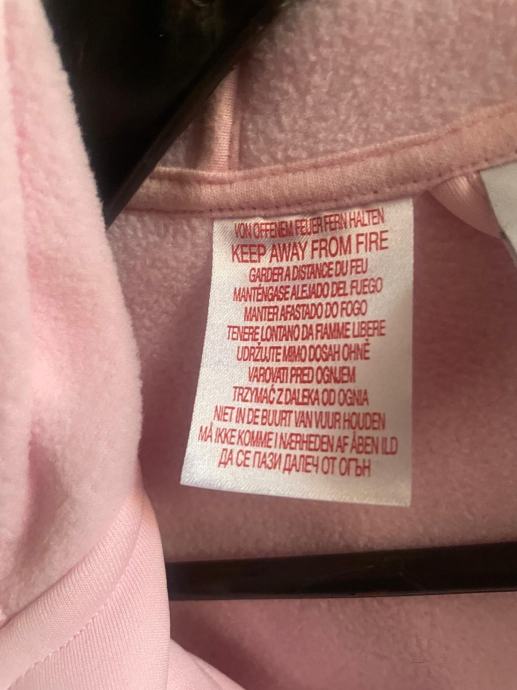 VON OFFENEM FEUER FERN HALTEN
KEEP AWAY FROM FIRE
GARDER A DISTANCE DU FEU
MANTÉNGASE ALEJADO DEL FUEGO
MANTER AFASTADO DO FOGO
TENERE LONTANO DA FIAMME LIBERE
UDRŽUJTE MIMO DOSAH OHNĚ
VAROVATI PRED OGNJEM
TRZYMAĆ Z DALEKA OD OGNIA
NIET IN DE BUURT VAN VUUR HOUDEN
MÅ IKKE KOMME I NÆRHEDEN AF ÅBEN ILD
ДА СЕ ПАЗИ ДАЛЕЧ ОТ ОГЪН